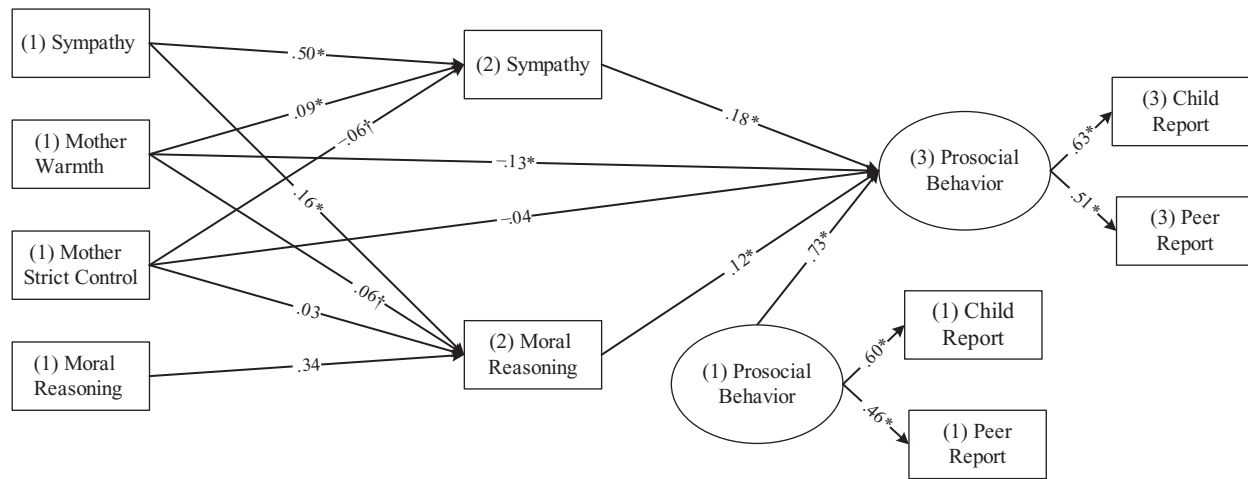 (1) Sympathy
.50*
(2) Sympathy
.09*
-.06†
.18*
(3) Child
Report
(1) Mother
Warmth
-.13*
(3) Prosocial
Behavior
.63*
.51*
.16*
-.04
(3) Peer
Report
(1) Mother
Strict Control
.06†
.03
.12*
.73*
(1) Child
Report
(1) Moral
Reasoning
.34
(2) Moral
Reasoning
.60*
(1) Prosocial
Behavior
.46*
(1) Peer
Report